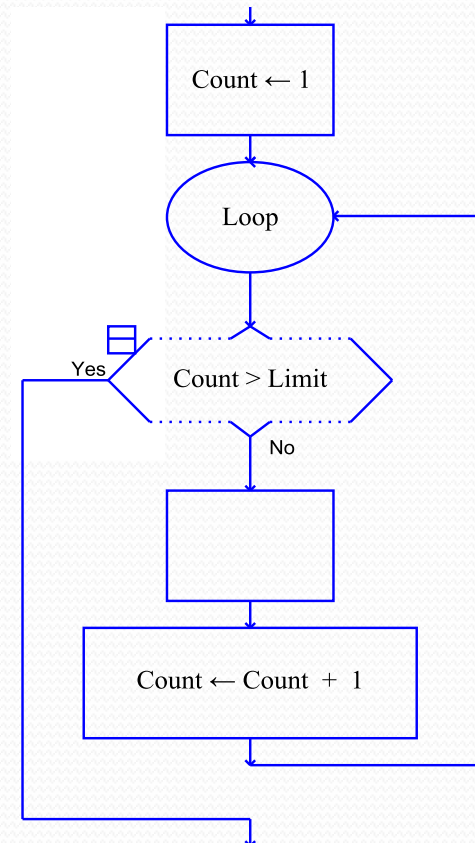 Count ← 1
Loop
Yes
Count > Limit
No
Count ← Count + 1